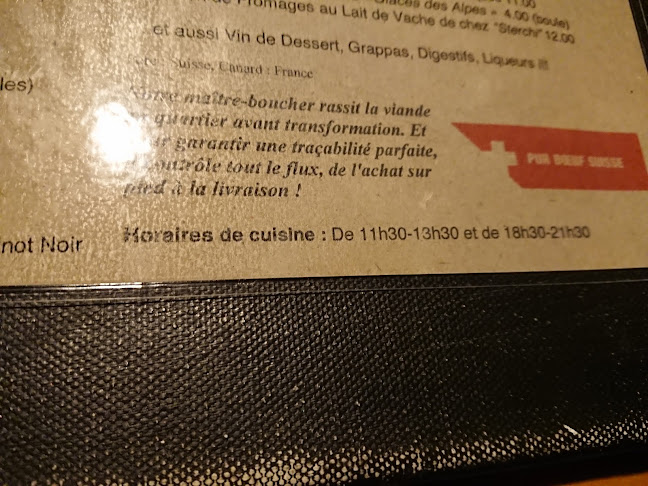 Glaces des Alpes » 4.00 (boule)
Fromages au Lait de Vache de chez "Sterchi" 12.00
et aussi Vin de Dessert, Grappas, Digestifs, Liqueurs !!!
Suisse, Canard : France
les)
maître-boucher rassit la viande
quartier avant transformation. Et
garantir une traçabilité parfaite,
contrôle tout le flux, de l'achat sur
pied à la livraison !
PUR BŒUF SUISSE
not Noir
Horaires de cuisine : De 11h30-13h30 et de 18h30-21h30